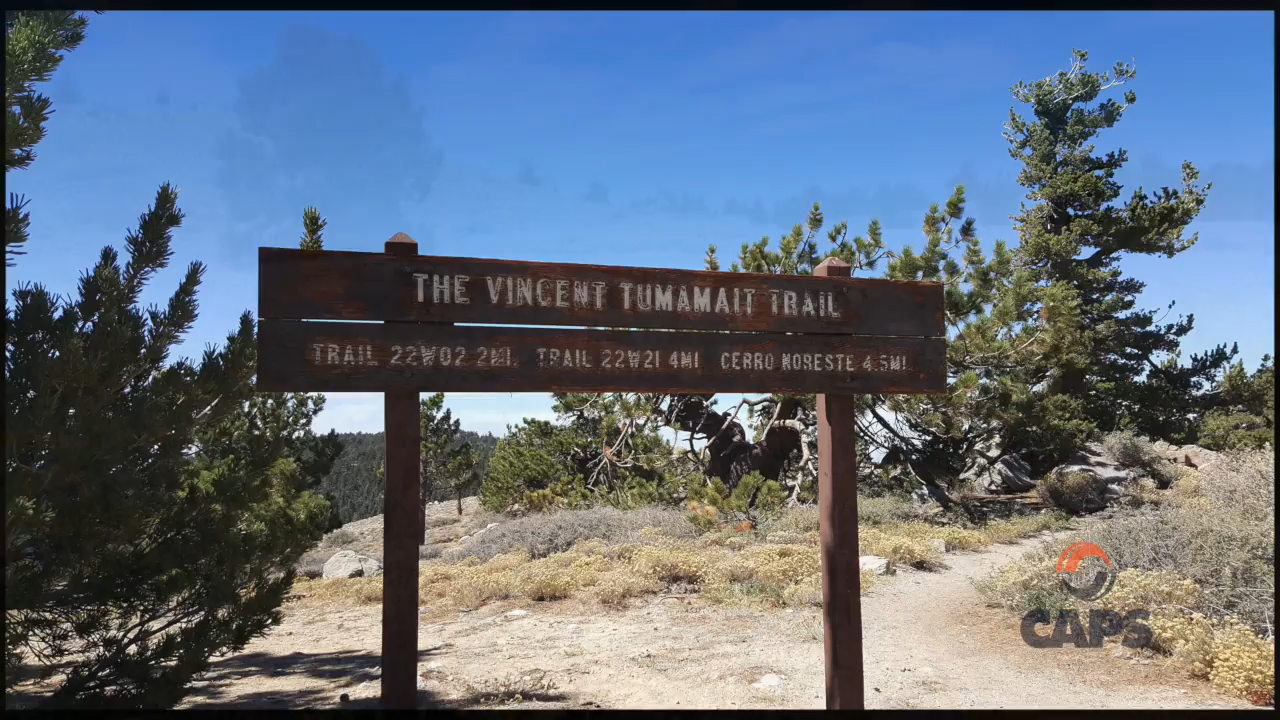 THE VINCENT TUMAMAIT TRAIL
TRAIL 22W02 2MI. TRAIL 22W21 4MI CERRO NORESTE 4.5MI.
CAPS